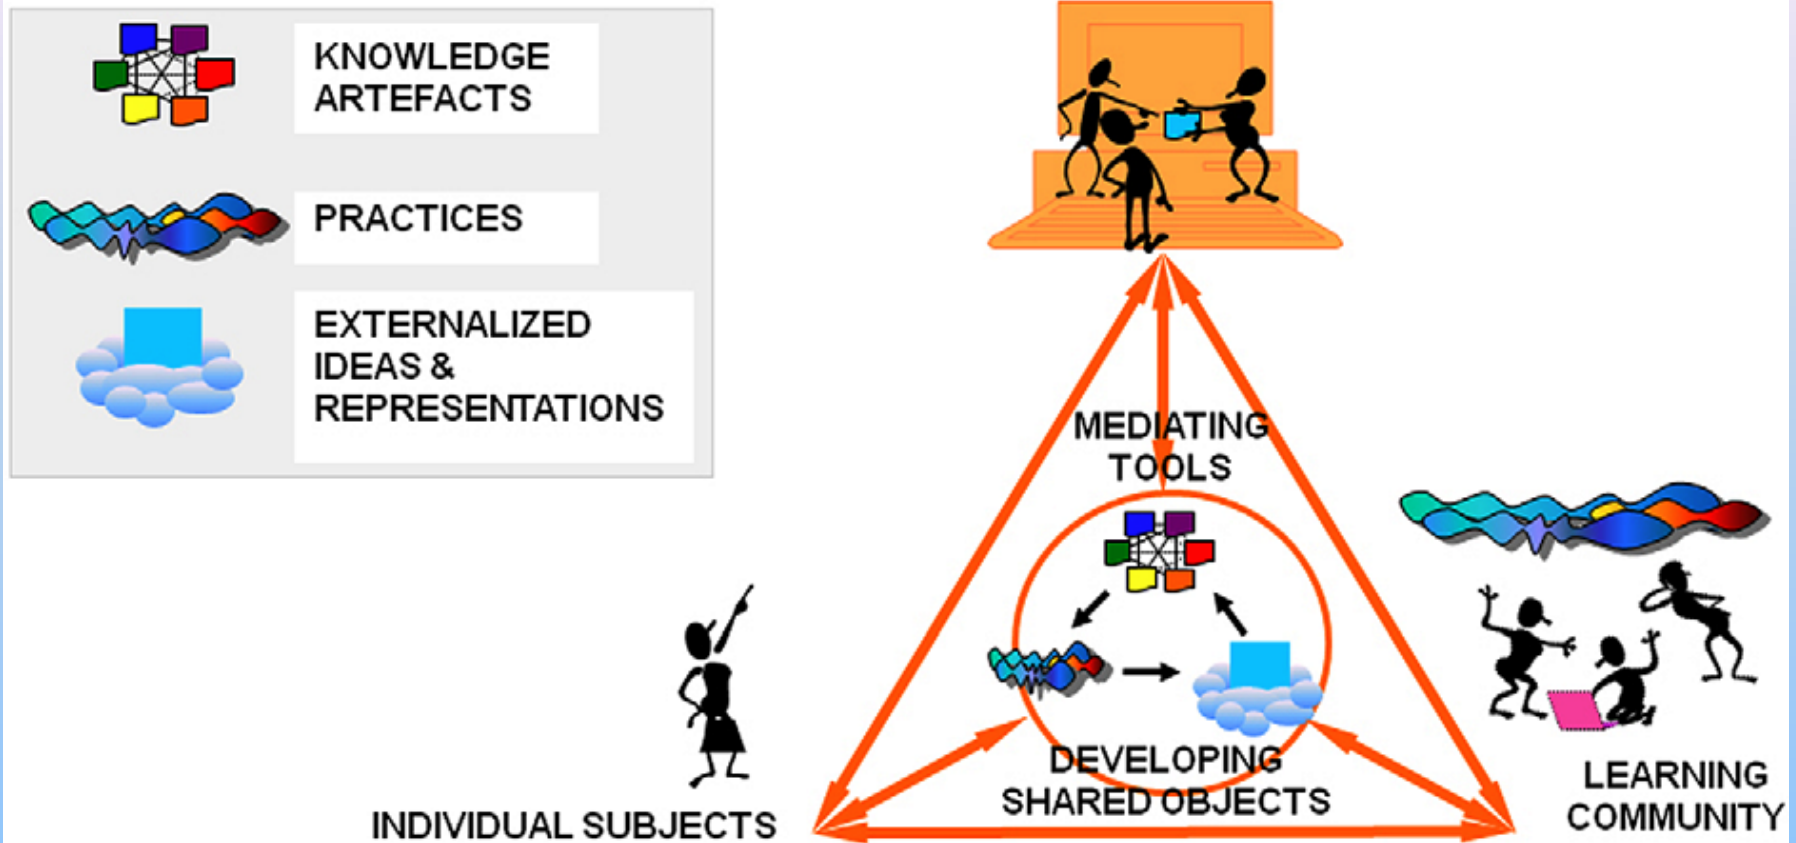 KNOWLEDGE
ARTEFACTS
PRACTICES
EXTERNALIZED
IDEAS &
REPRESENTATIONS
MEDIATING
TOOLS
DEVELOPING
SHARED OBJECTS
INDIVIDUAL SUBJECTS
LEARNING
COMMUNITY